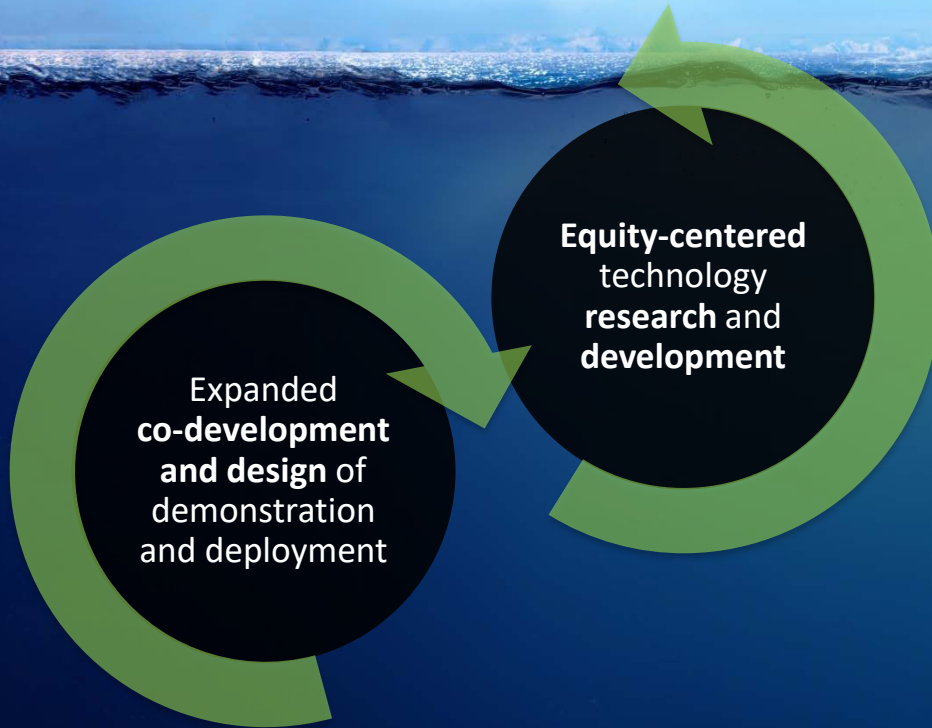 Equity-centered
technology
research and
development
Expanded
co-development
and design of
demonstration
and deployment